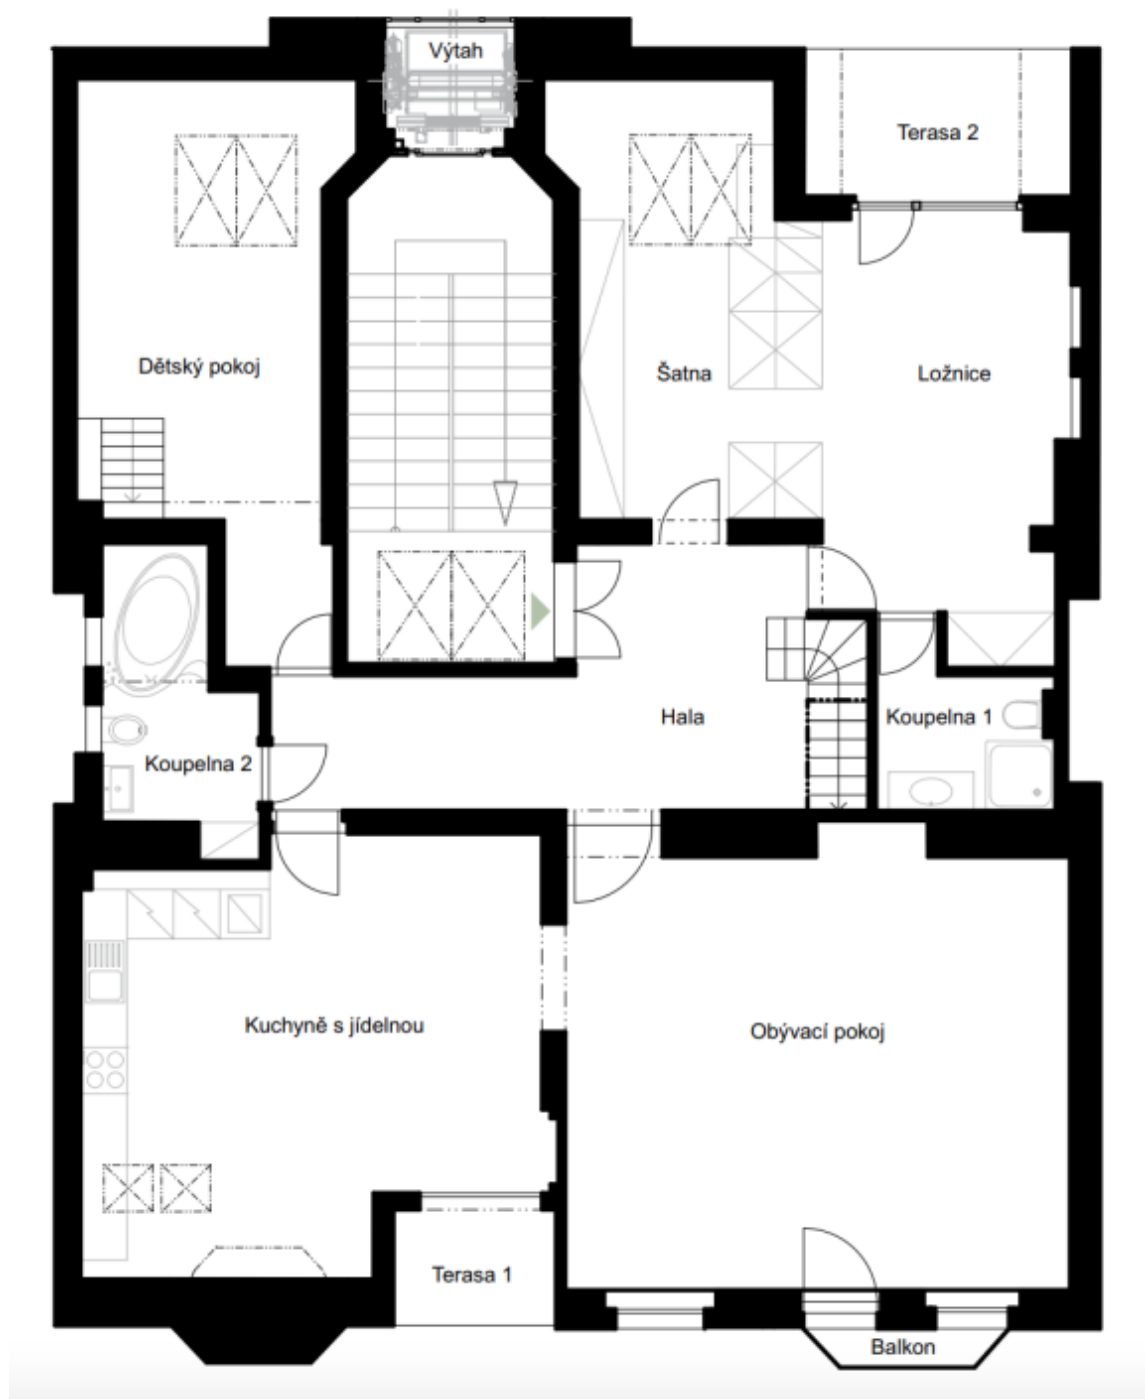 Výtah
Terasa 2
Dětský pokoj
Šatna
Ložnice
Hala
Koupelna 1
Koupelna 2
Kuchyně s jídelnou
Obývací pokoj
Terasa 1
Balkon